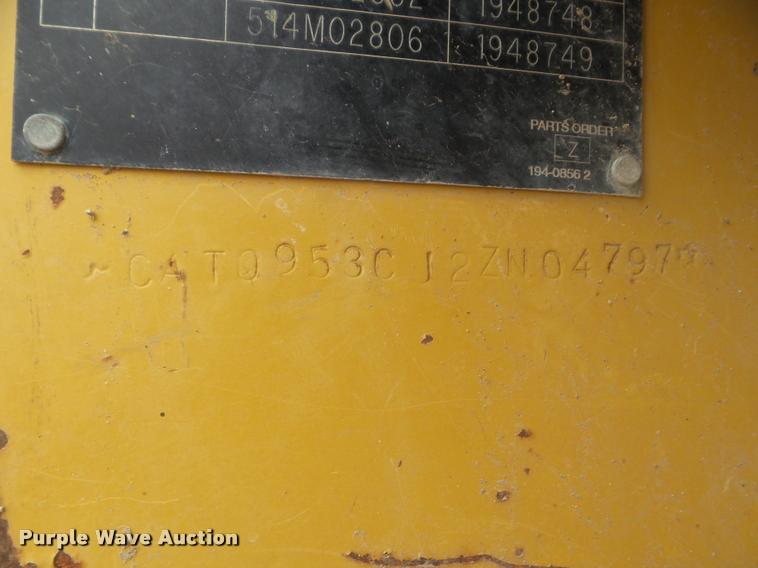 1948748
514M02806 1948749
PARTS ORDER
Z
194-0856 2
~CAT0953CJ2ZN04797*
Purple Wave Auction